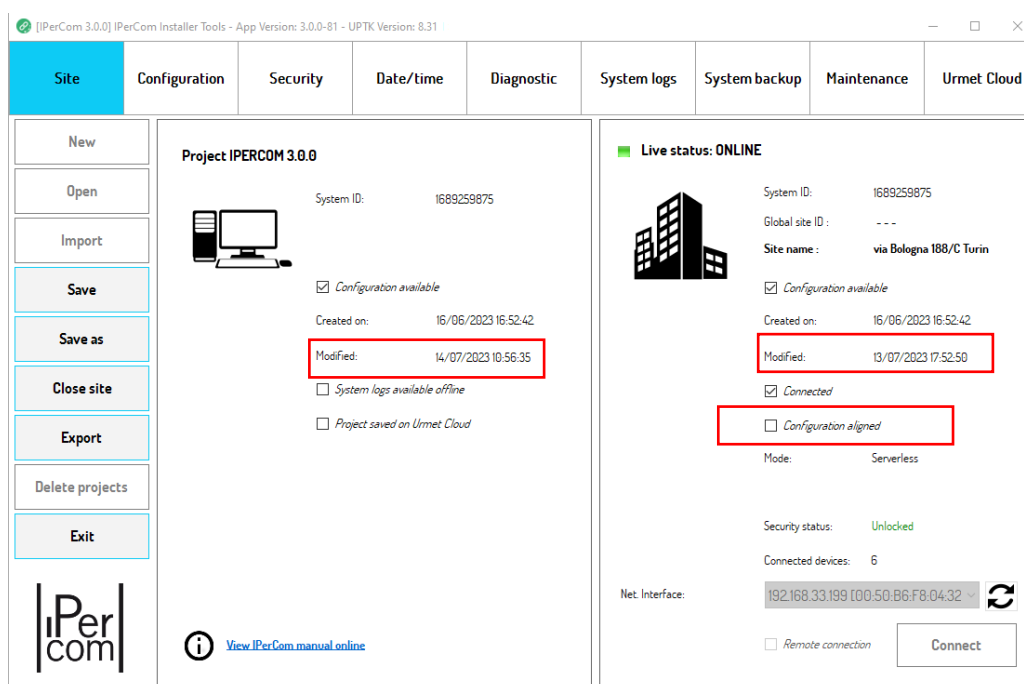 [IPerCom 3.0.0] IPerCom Installer Tools - App Version: 3.0.0-81 - UPTK Version: 8.31
Site Configuration Security Date/time Diagnostic System logs System backup Maintenance Urmet Cloud
New
Open
Import
Save
Save as
Close site
Export
Delete projects
Exit
IPer
com
Project IPERCOM 3.0.0
System ID: 1689259875
Configuration available
Created on: 16/06/2023 16:52:42
Modified: 14/07/2023 10:56:35
System logs available offline
Project saved on Urmet Cloud
View IPerCom manual online
Live status: ONLINE
System ID: 1689259875
Global site ID : - - -
Site name : via Bologna 188/C Turin
Configuration available
Created on: 16/06/2023 16:52:42
Modified: 13/07/2023 17:52:50
Connected
Configuration aligned
Mode: Serverless
Security status: Unlocked
Connected devices: 6
Net. Interface: 192.168.33.199 [00:50:B6:F8:04:32
Remote connection
Connect